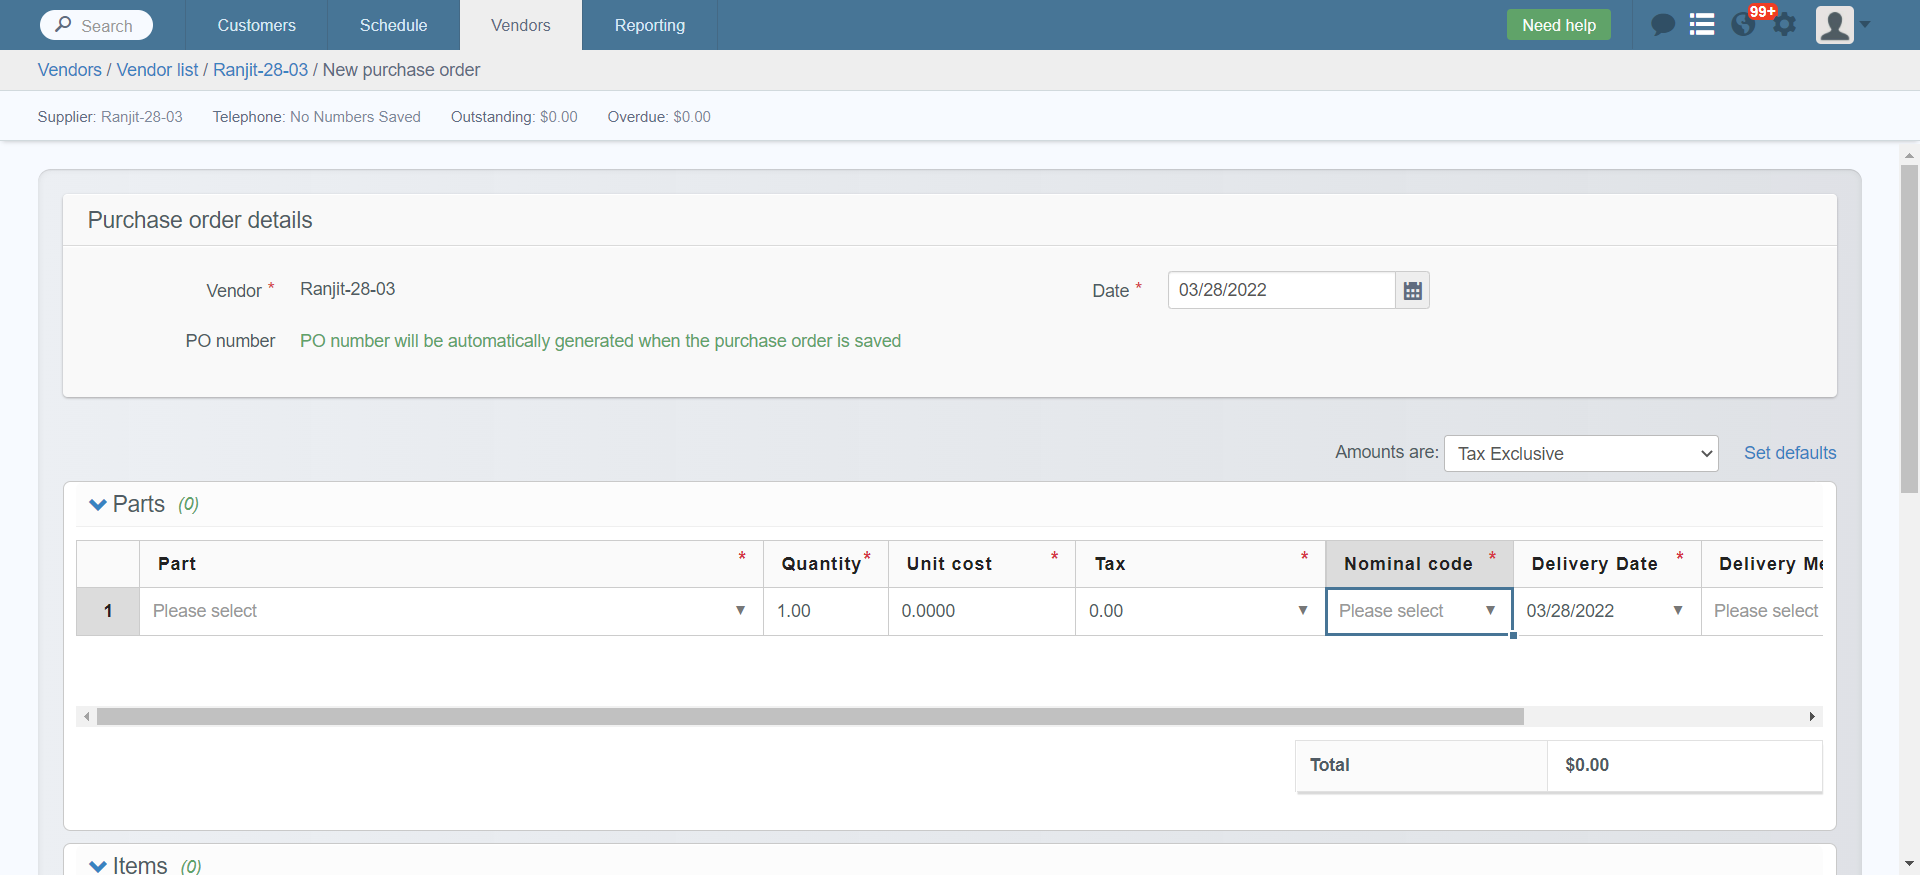 Search Customers Schedule Vendors Reporting Need help 99+
Vendors / Vendor list / Ranjit-28-03 / New purchase order
Supplier: Ranjit-28-03 Telephone: No Numbers Saved Outstanding: $0.00 Overdue: $0.00
Purchase order details
Vendor * Ranjit-28-03 Date * 03/28/2022
PO number PO number will be automatically generated when the purchase order is saved
Amounts are: Tax Exclusive Set defaults
Parts (0)
Part * Quantity * Unit cost * Tax * Nominal code * Delivery Date * Delivery Me
1 Please select 1.00 0.0000 0.00 Please select 03/28/2022 Please select
Total $0.00
Items (0)